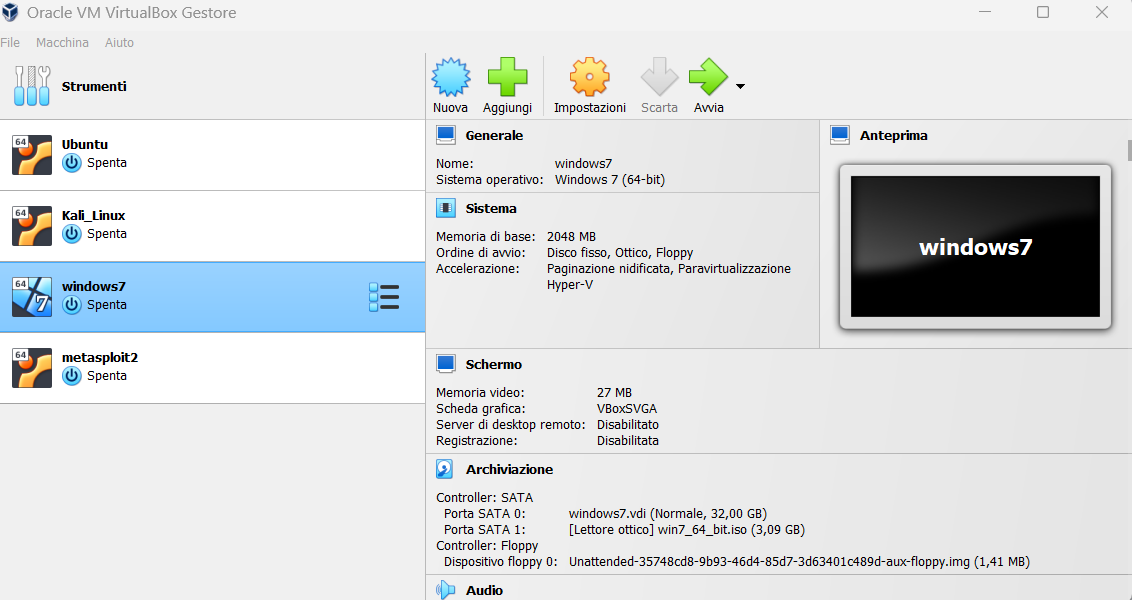 Oracle VM VirtualBox Gestore
File Macchina Aiuto
Strumenti
Nuova Aggiungi Impostazioni Scarta Avvia
64
Ubuntu
Spenta
64
Kali_Linux
Spenta
64
7
windows7
Spenta
64
metasploit2
Spenta
Generale
Nome: windows7
Sistema operativo: Windows 7 (64-bit)
Sistema
Memoria di base: 2048 MB
Ordine di avvio: Disco fisso, Ottico, Floppy
Accelerazione: Paginazione nidificata, Paravirtualizzazione
Hyper-V
Anteprima
windows7
Schermo
Memoria video: 27 MB
Scheda grafica: VBoxSVGA
Server di desktop remoto: Disabilitato
Registrazione: Disabilitata
Archiviazione
Controller: SATA
Porta SATA 0: windows7.vdi (Normale, 32,00 GB)
Porta SATA 1: [Lettore ottico] win7_64_bit.iso (3,09 GB)
Controller: Floppy
Dispositivo floppy 0: Unattended-35748cd8-9b93-46d4-85d7-3d63401c489d-aux-floppy.img (1,41 MB)
Audio